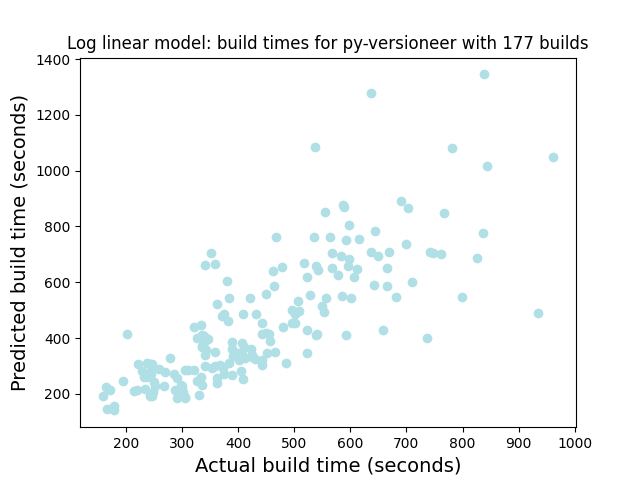 Log linear model: build times for py-versioneer with 177 builds
1400
1200
1000
800
600
400
200
Predicted build time (seconds)
200 300 400 500 600 700 800 900 1000
Actual build time (seconds)